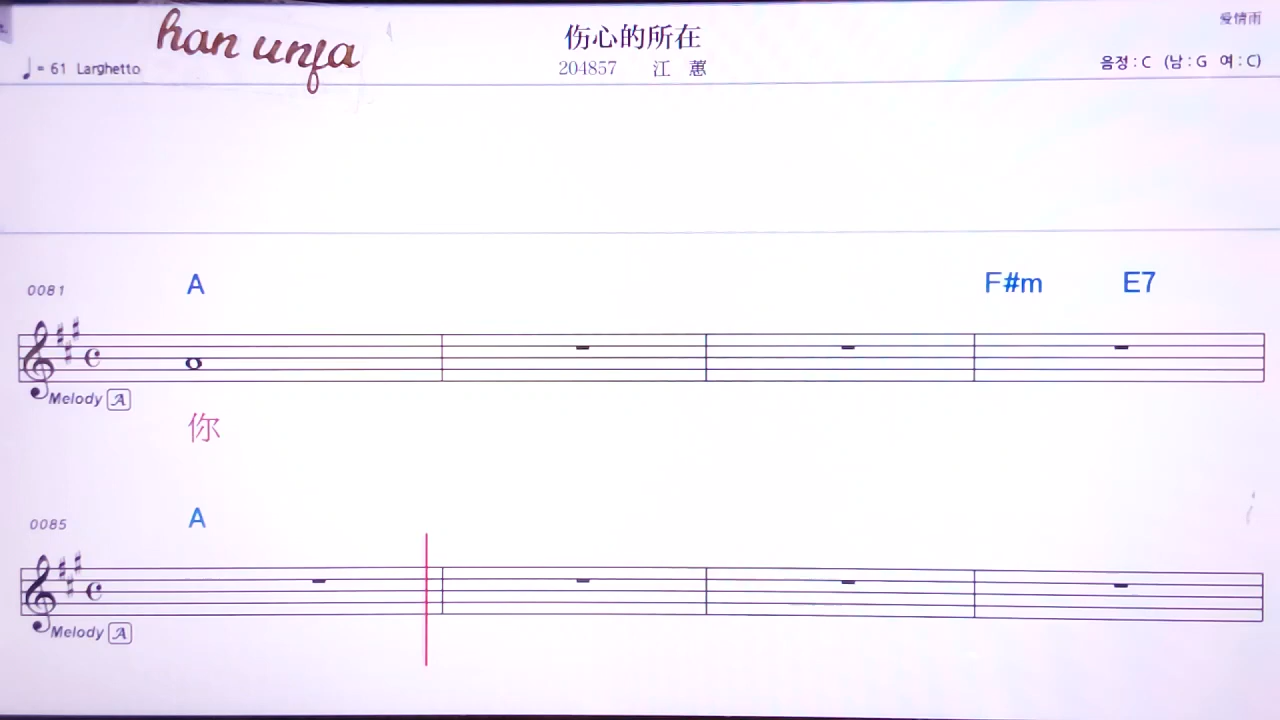 han unfa
伤心的所在
爱情雨
♩= 61 Larghetto
204857 江 蕙
음정 : C (남 : G 여 : C)
0081 A F#m E7
Melody A
你
0085 A
Melody A